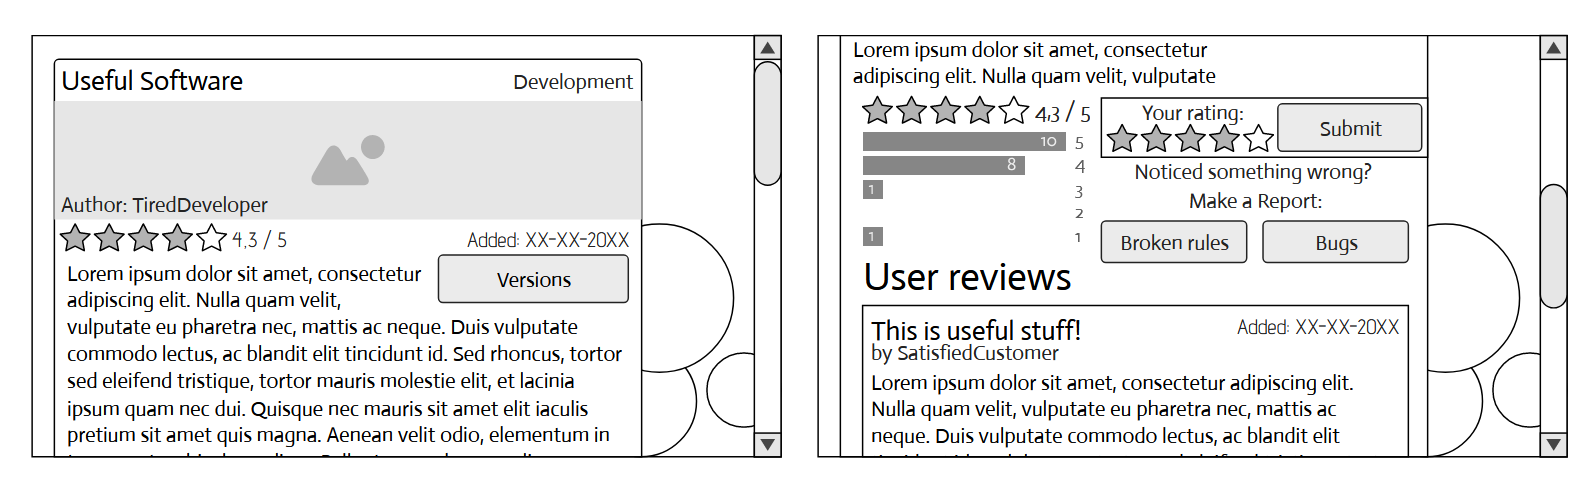 Useful Software
Development
Author: TiredDeveloper
4,3 / 5
Added: XX-XX-20XX
Versions
Lorem ipsum dolor sit amet, consectetur
adipiscing elit. Nulla quam velit,
vulputate eu pharetra nec, mattis ac neque. Duis vulputate
commodo lectus, ac blandit elit tincidunt id. Sed rhoncus, tortor
sed eleifend tristique, tortor mauris molestie elit, et lacinia
ipsum quam nec dui. Quisque nec mauris sit amet elit iaculis
pretium sit amet quis magna. Aenean velit odio, elementum in
Lorem ipsum dolor sit amet, consectetur
adipiscing elit. Nulla quam velit, vulputate
4,3 / 5
10 5
8 4
1 3
2
1 1
Your rating:
Submit
Noticed something wrong?
Make a Report:
Broken rules
Bugs
User reviews
This is useful stuff!
Added: XX-XX-20XX
by SatisfiedCustomer
Lorem ipsum dolor sit amet, consectetur adipiscing elit.
Nulla quam velit, vulputate eu pharetra nec, mattis ac
neque. Duis vulputate commodo lectus, ac blandit elit